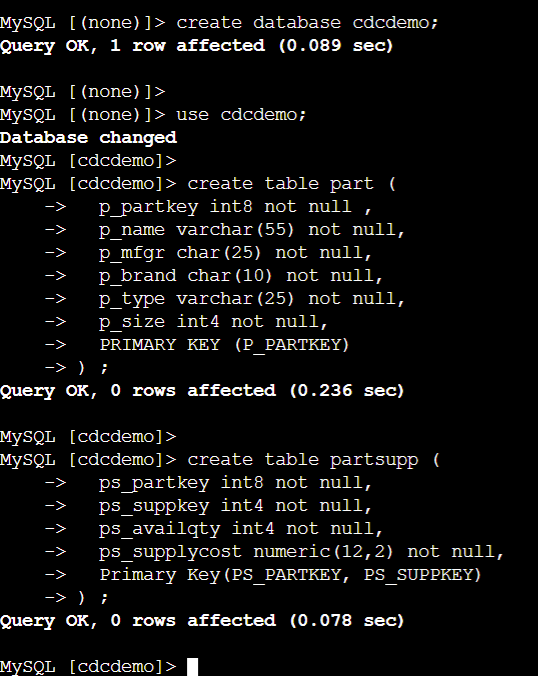 MySQL [(none)]> create database cdcdemo;
Query OK, 1 row affected (0.089 sec)
MySQL [(none)]>
MySQL [(none)]> use cdcdemo;
Database changed
MySQL [cdcdemo]>
MySQL [cdcdemo]> create table part (
    ->   p_partkey int8 not null ,
    ->   p_name varchar(55) not null,
    ->   p_mfgr char(25) not null,
    ->   p_brand char(10) not null,
    ->   p_type varchar(25) not null,
    ->   p_size int4 not null,
    ->   PRIMARY KEY (P_PARTKEY)
    -> ) ;
Query OK, 0 rows affected (0.236 sec)
MySQL [cdcdemo]>
MySQL [cdcdemo]> create table partsupp (
    ->   ps_partkey int8 not null,
    ->   ps_suppkey int4 not null,
    ->   ps_availqty int4 not null,
    ->   ps_supplycost numeric(12,2) not null,
    ->   Primary Key(PS_PARTKEY, PS_SUPPKEY)
    -> ) ;
Query OK, 0 rows affected (0.078 sec)
MySQL [cdcdemo]>